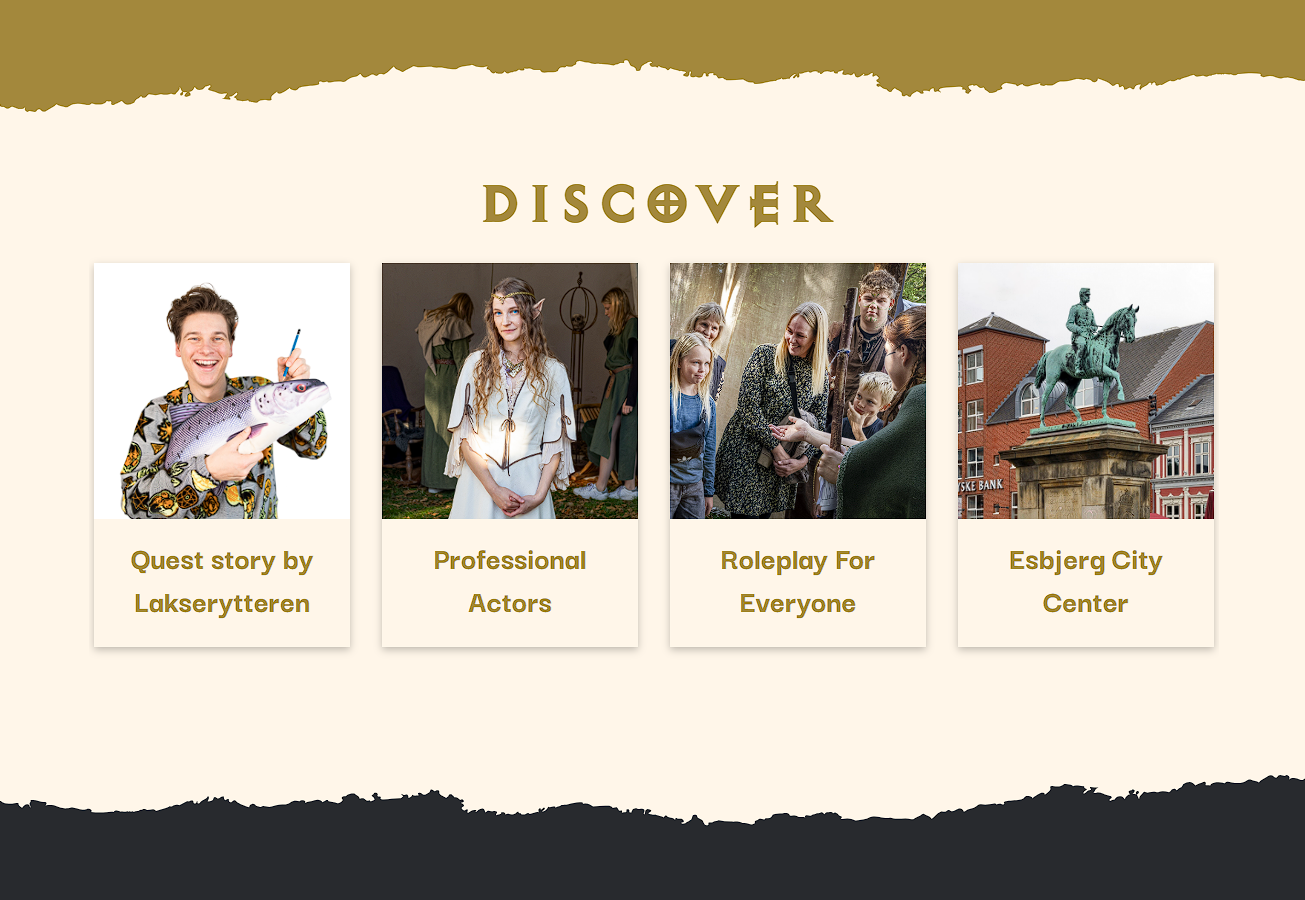 DISCOVER
Quest story by
Lakserytteren
Professional
Actors
Roleplay For
Everyone
YSKE BANK
Esbjerg City
Center